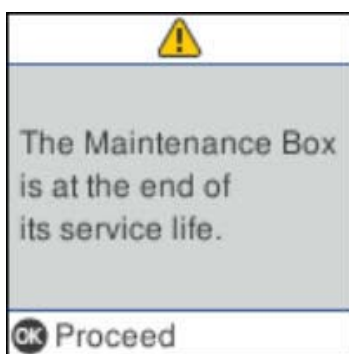 The Maintenance Box
is at the end of
its service life.
OK Proceed